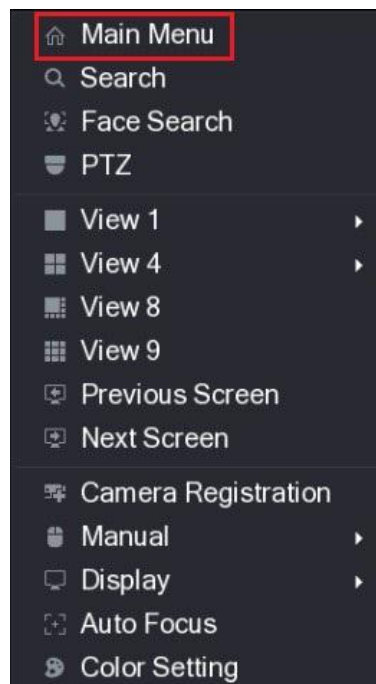 Main Menu
Search
Face Search
PTZ
View 1
View 4
View 8
View 9
Previous Screen
Next Screen
Camera Registration
Manual
Display
Auto Focus
Color Setting